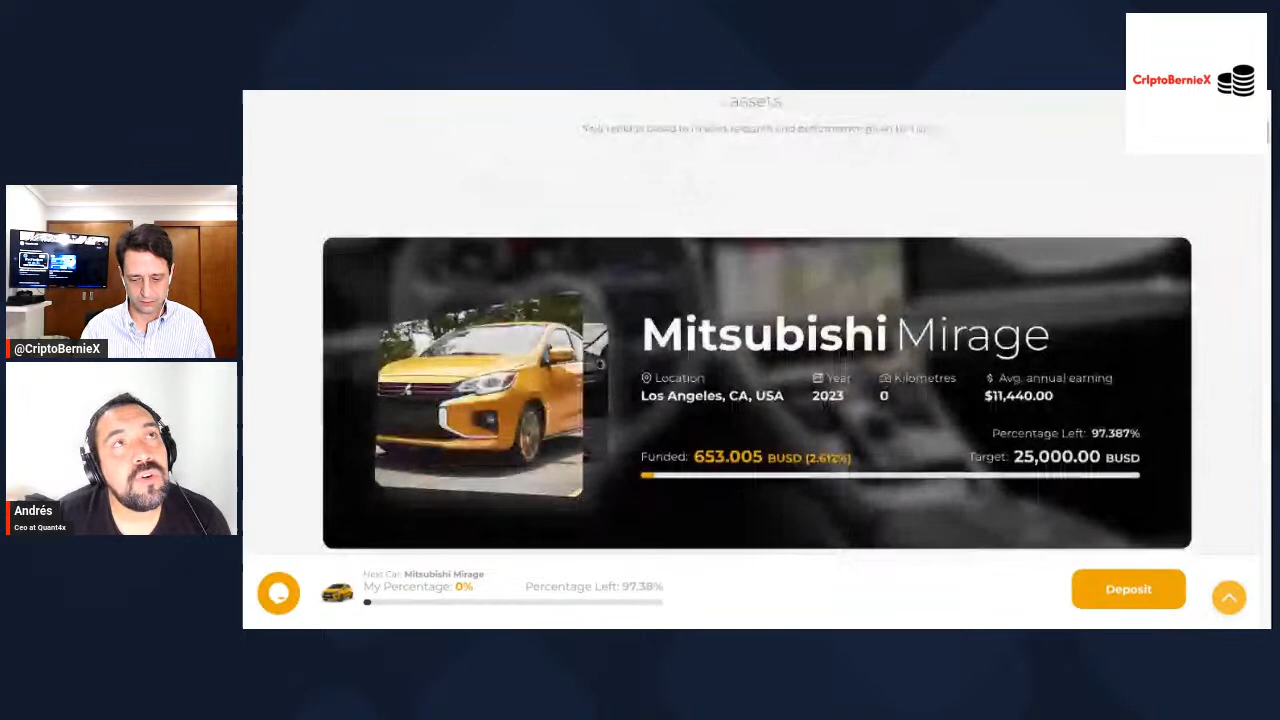 CriptoBernieX
assets
@CriptoBernieX
Andrés
Ceo at Quant4x
Mitsubishi Mirage
Location Year Kilometres Avg. annual earning
Los Angeles, CA, USA 2023 0 $11,440.00
Percentage Left: 97.387%
Funded: 653.005 BUSD (2.612%) Target: 25,000.00 BUSD
Next Car: Mitsubishi Mirage
My Percentage: 0% Percentage Left: 97.38%
Deposit